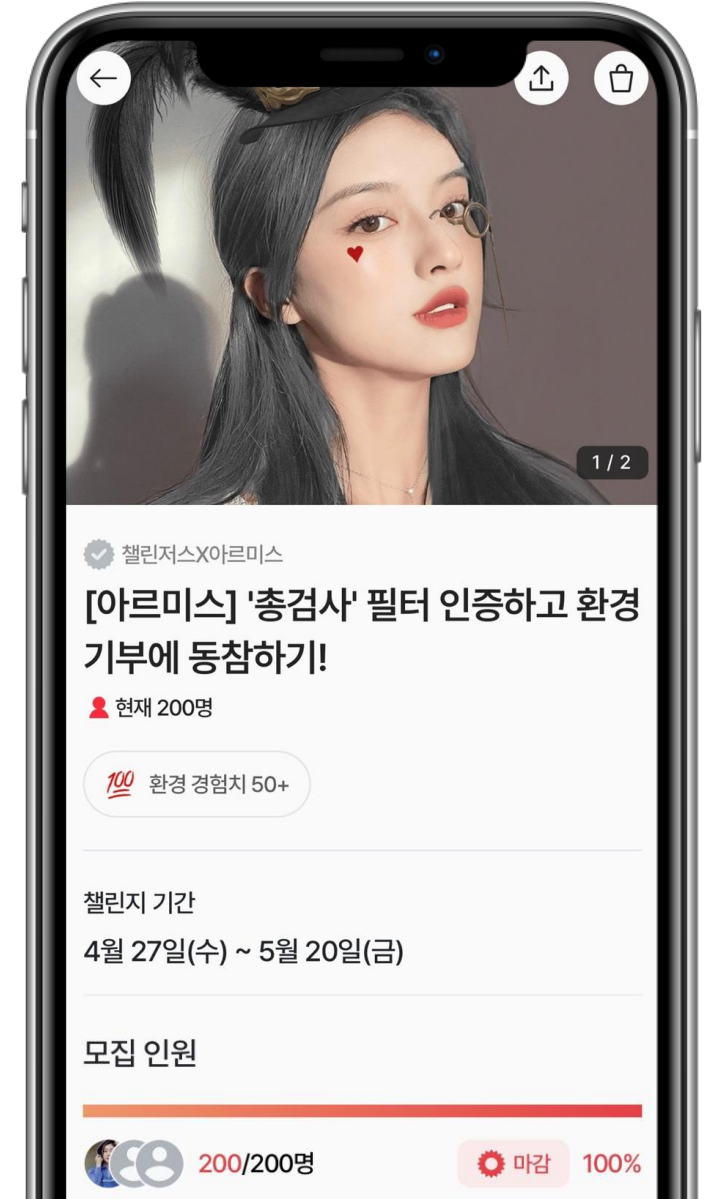 1 / 2
챌린저스X아르미스
[아르미스] '총검사' 필터 인증하고 환경
기부에 동참하기!
현재 200명
💯 환경 경험치 50+
챌린지 기간
4월 27일(수) ~ 5월 20일(금)
모집 인원
200/200명 마감 100%